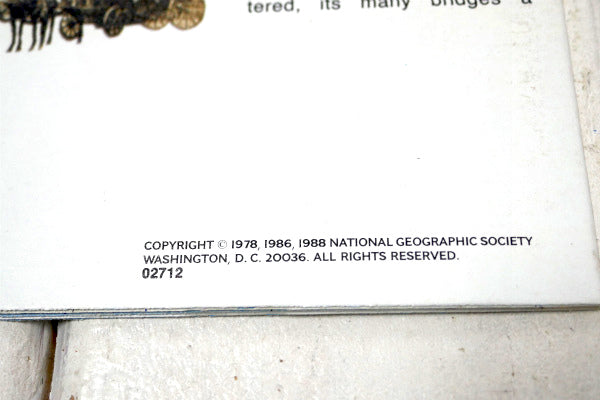 tered, its many bridges a
COPYRIGHT © 1978, 1986, 1988 NATIONAL GEOGRAPHIC SOCIETY
WASHINGTON, D. C. 20036. ALL RIGHTS RESERVED.
02712